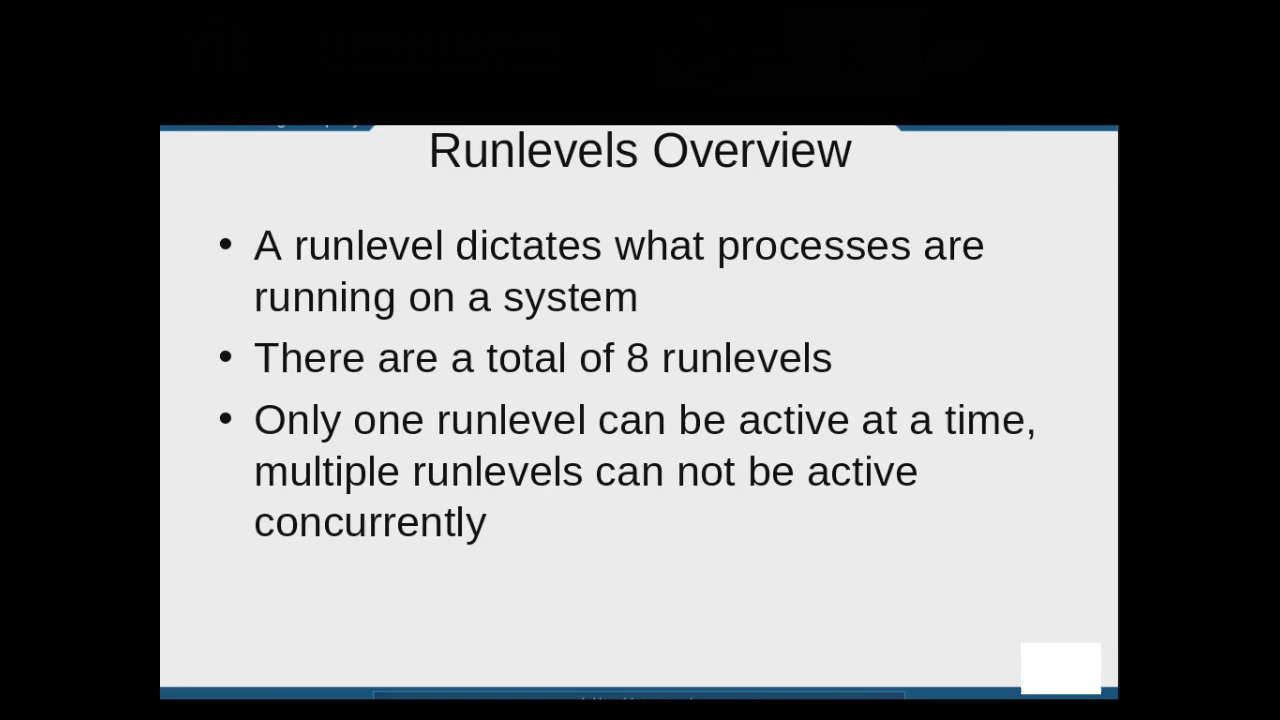 Runlevels Overview
• A runlevel dictates what processes are
running on a system
• There are a total of 8 runlevels
• Only one runlevel can be active at a time,
multiple runlevels can not be active
concurrently